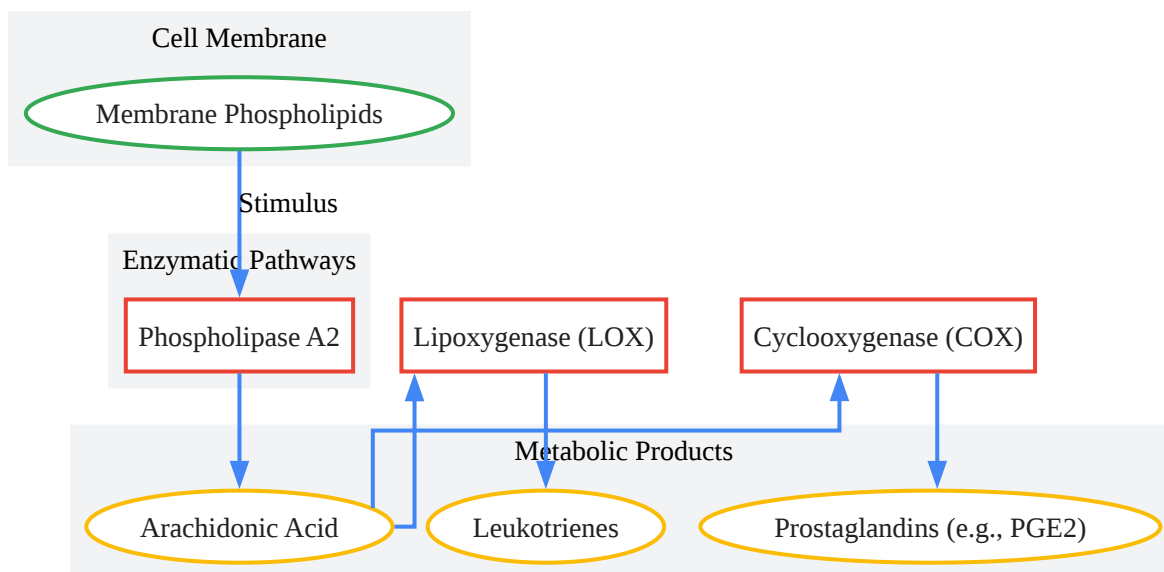 Cell Membrane
Membrane Phospholipids
Stimulus
Enzymatic Pathways
Phospholipase A2
Lipoxygenase (LOX)
Cyclooxygenase (COX)
Metabolic Products
Arachidonic Acid
Leukotrienes
Prostaglandins (e.g., PGE2)